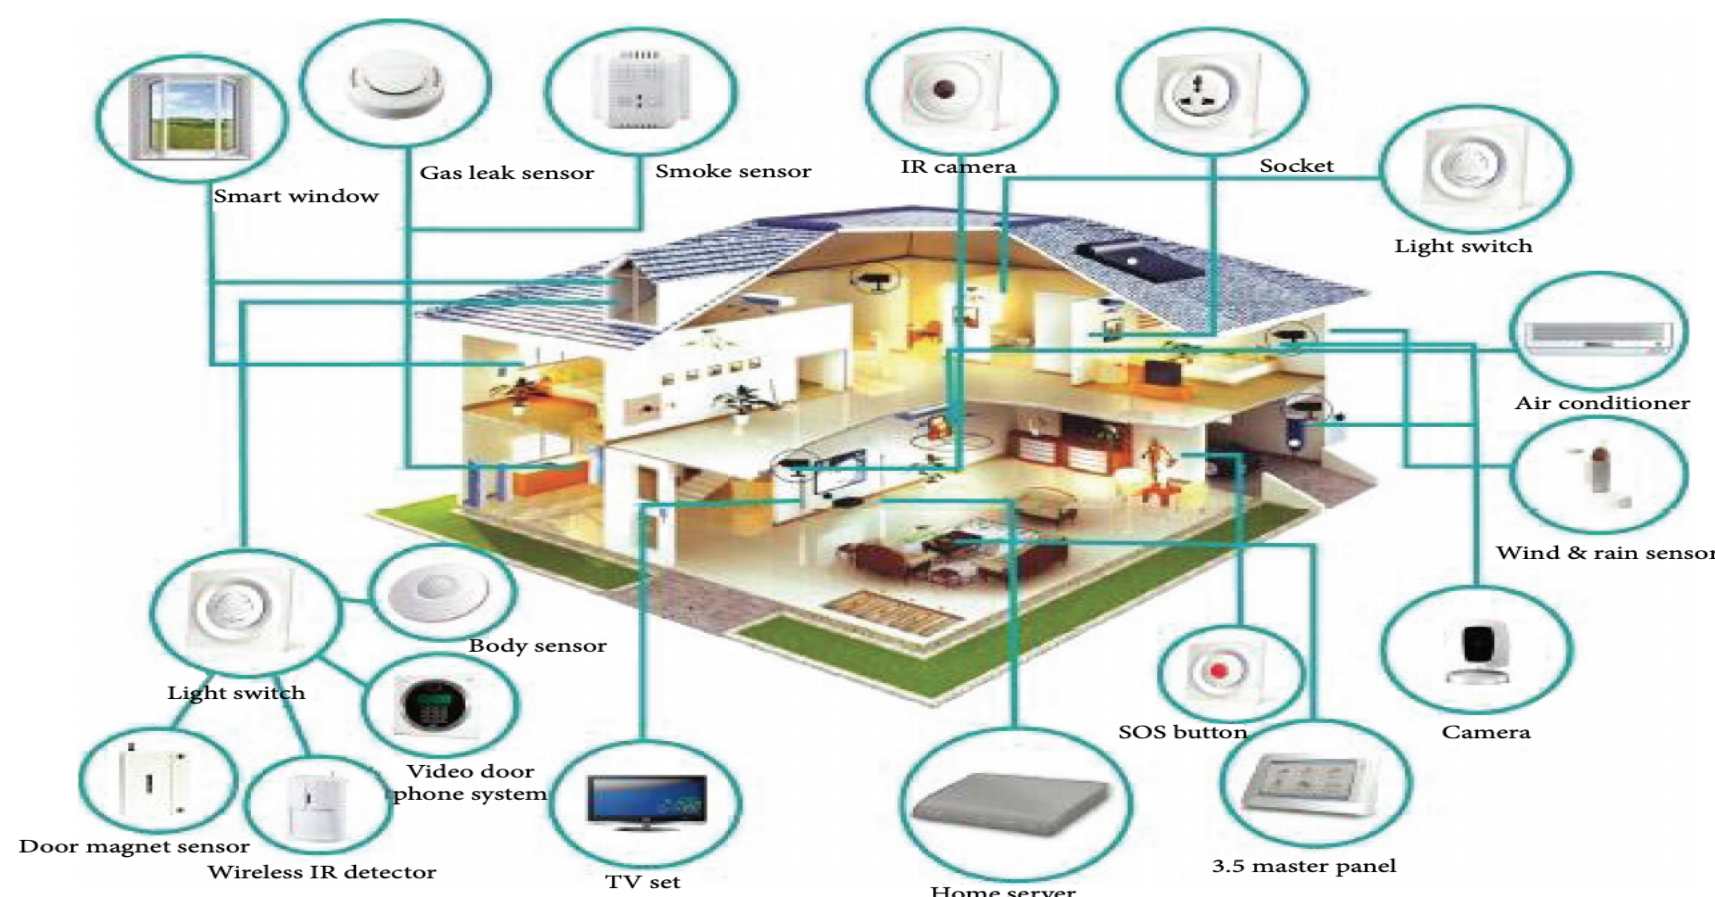 Smart window
Gas leak sensor
Smoke sensor
IR camera
Socket
Light switch
Air conditioner
Wind & rain sensor
Body sensor
Light switch
SOS button
Camera
Video door
phone system
Door magnet sensor
Wireless IR detector
TV set
Home server
3.5 master panel